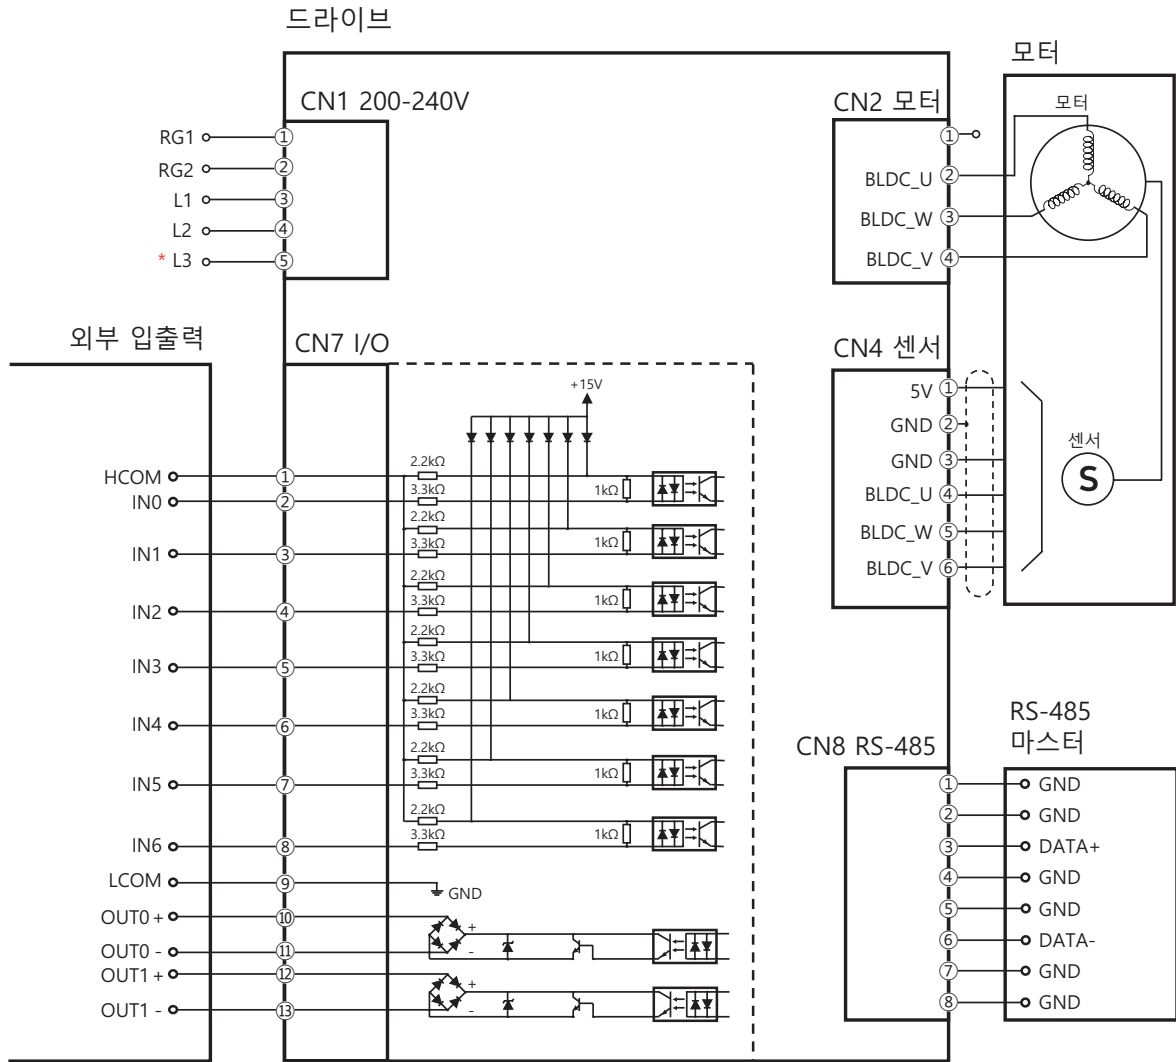 드라이브
모터
CN1 200-240V
RG1 ①
RG2 ②
L1 ③
L2 ④
* L3 ⑤
CN2 모터
①
BLDC_U ②
BLDC_W ③
BLDC_V ④
모터
외부 입출력
CN7 I/O
+15V
HCOM ① 2.2kΩ
IN0 ② 3.3kΩ 1kΩ
2.2kΩ
IN1 ③ 3.3kΩ 1kΩ
2.2kΩ
IN2 ④ 3.3kΩ 1kΩ
2.2kΩ
IN3 ⑤ 3.3kΩ 1kΩ
2.2kΩ
IN4 ⑥ 3.3kΩ 1kΩ
2.2kΩ
IN5 ⑦ 3.3kΩ 1kΩ
2.2kΩ
IN6 ⑧ 3.3kΩ 1kΩ
LCOM ⑨ GND
OUT0 + ⑩ +
OUT0 - ⑪ -
OUT1 + ⑫ +
OUT1 - ⑬ -
CN4 센서
5V ①
GND ②
GND ③
BLDC_U ④
BLDC_W ⑤
BLDC_V ⑥
센서
S
CN8 RS-485
RS-485
마스터
① GND
② GND
③ DATA+
④ GND
⑤ GND
⑥ DATA-
⑦ GND
⑧ GND